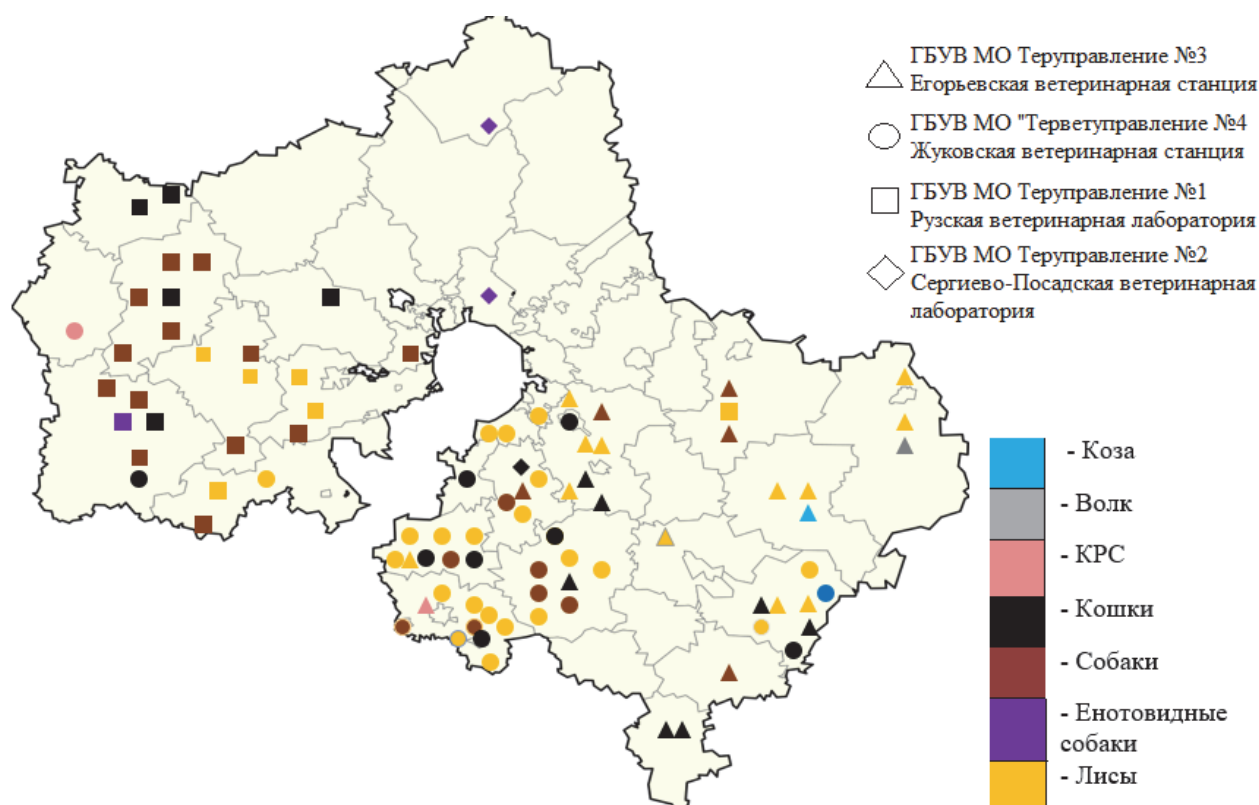 ГБУВ МО Теруправление №3
Егорьевская ветеринарная станция
ГБУВ МО "Терветуправление №4
Жуковская ветеринарная станция
ГБУВ МО Теруправление №1
Рузская ветеринарная лаборатория
ГБУВ МО Теруправление №2
Сергиево-Посадская ветеринарная
лаборатория
- Коза
- Волк
- КРС
- Кошки
- Собаки
- Енотовидные
собаки
- Лисы